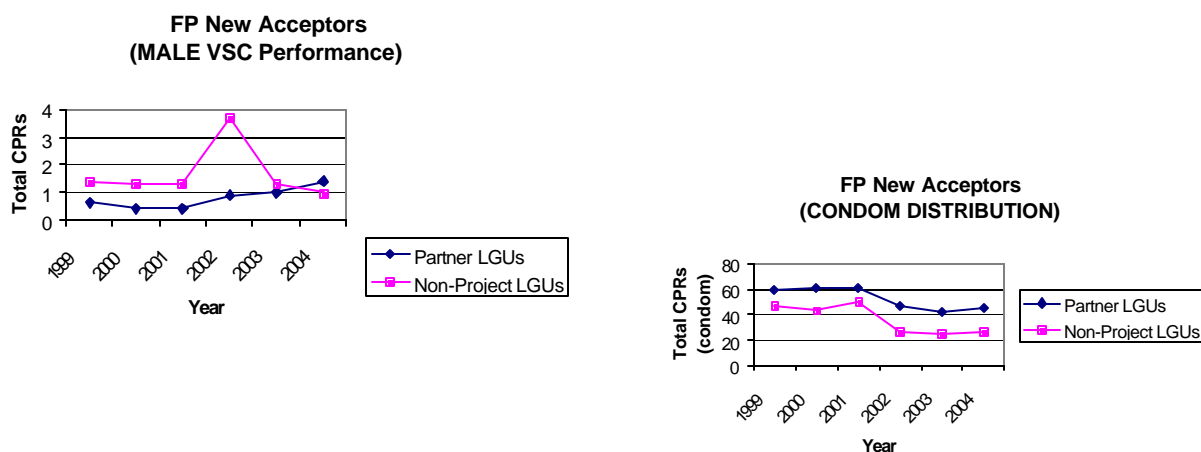 FP New Acceptors
(MALE VSC Performance)
Total CPRs
4
3
2
1
0
1999
2000
2001
2002
2003
2004
Year
Partner LGUs
Non-Project LGUs
FP New Acceptors
(CONDOM DISTRIBUTION)
Total CPRs
(condom)
80
60
40
20
0
1999
2000
2001
2002
2003
2004
Year
Partner LGUs
Non-Project LGUs